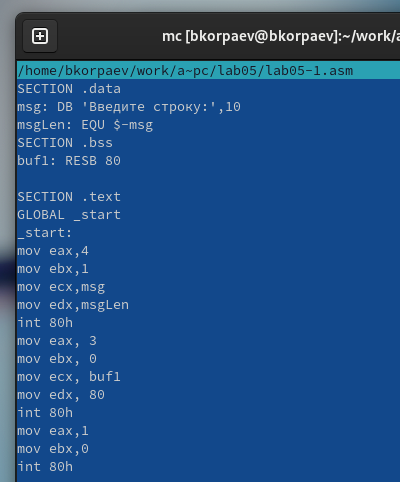 mc [bkorpaev@bkorpaev]:~/work/a
/home/bkorpaev/work/a~pc/lab05/lab05-1.asm
SECTION .data
msg: DB 'Введите строку:',10
msgLen: EQU $-msg
SECTION .bss
buf1: RESB 80
SECTION .text
GLOBAL _start
_start:
mov eax,4
mov ebx,1
mov ecx,msg
mov edx,msgLen
int 80h
mov eax, 3
mov ebx, 0
mov ecx, buf1
mov edx, 80
int 80h
mov eax,1
mov ebx,0
int 80h